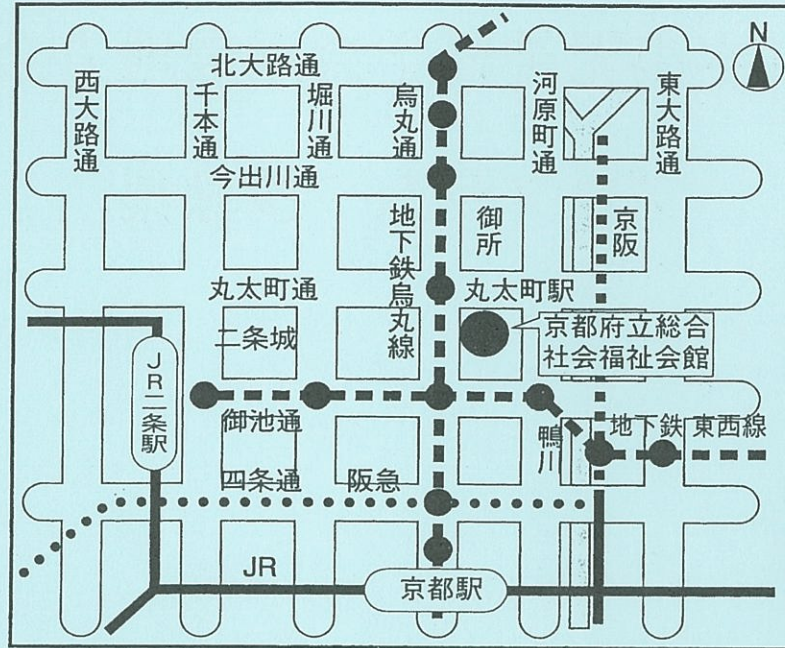 N
北大路通
西大路通
千本通
堀川通
烏丸通
河原町通
東大路通
今出川通
地下鉄烏丸線
御所
京阪
丸太町通
丸太町駅
二条城
京都府立総合
社会福祉会館
JR二条駅
御池通
鴨川
地下鉄 東西線
四条通
阪急
JR
京都駅